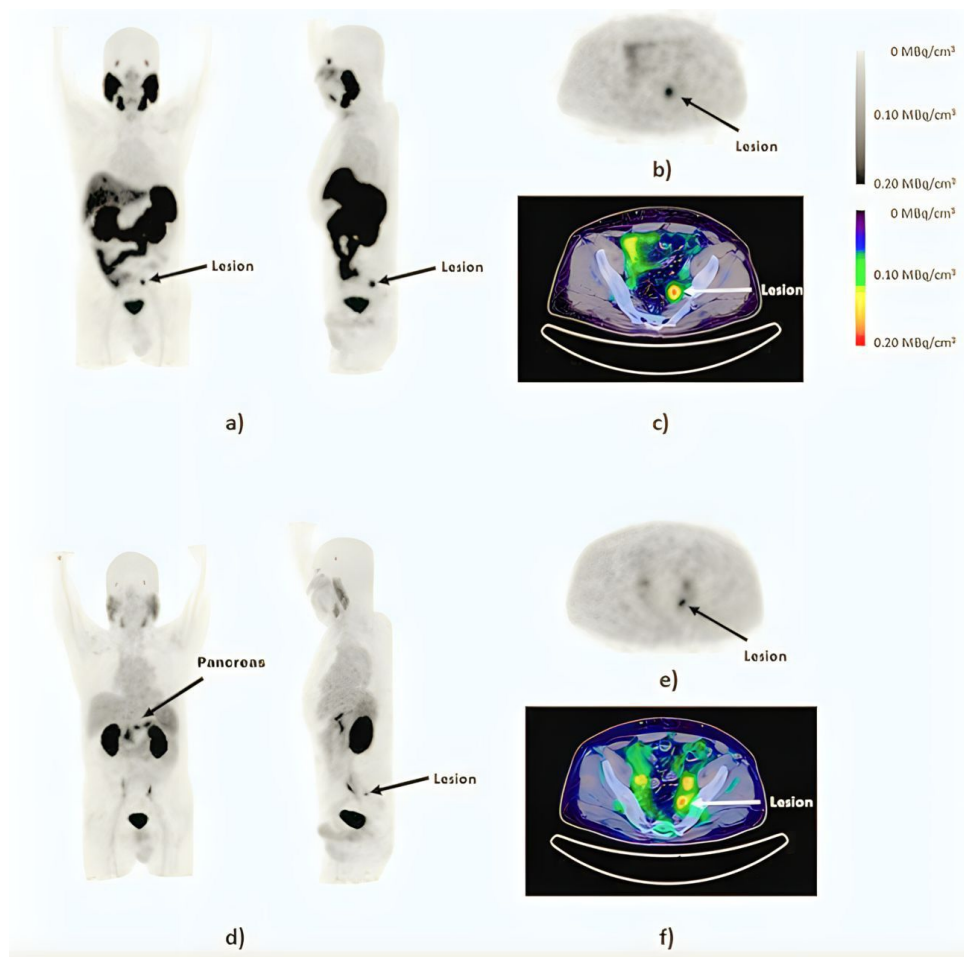 Lesion
Lesion
a)
Lesion
b)
Lesion
c)
0 MBq/cm³
0.10 MBq/cm³
0.20 MBq/cm³
0 MBq/cm³
0.10 MBq/cm³
0.20 MBq/cm³
Pancreas
Lesion
d)
Lesion
e)
Lesion
f)